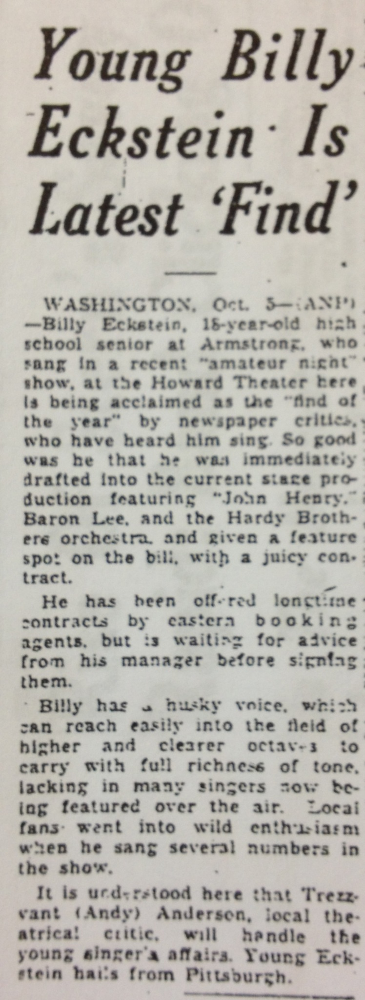 Young Billy
Eckstein Is
Latest 'Find'
WASHINGTON, Oct. 5—(ANP)
—Billy Eckstein, 18-year-old high
school senior at Armstrong, who
sang in a recent "amateur night"
show, at the Howard Theater here
is being acclaimed as the "find of
the year" by newspaper critics,
who have heard him sing. So good
was he that he was immediately
drafted into the current stage pro-
duction featuring "John Henry,"
Baron Lee, and the Hardy Broth-
ers orchestra, and given a feature
spot on the bill, with a juicy con-
tract.
He has been offered longtime
contracts by eastern booking
agents, but is waiting for advice
from his manager before signing
them.
Billy has a husky voice, which
can reach easily into the field of
higher and clearer octaves to
carry with full richness of tone,
lacking in many singers now be-
ing featured over the air. Local
fans went into wild enthusiasm
when he sang several numbers in
the show.
It is understood here that Trezz-
vant (Andy) Anderson, local the-
atrical critic, will handle the
young singer's affairs. Young Eck-
stein hails from Pittsburgh.